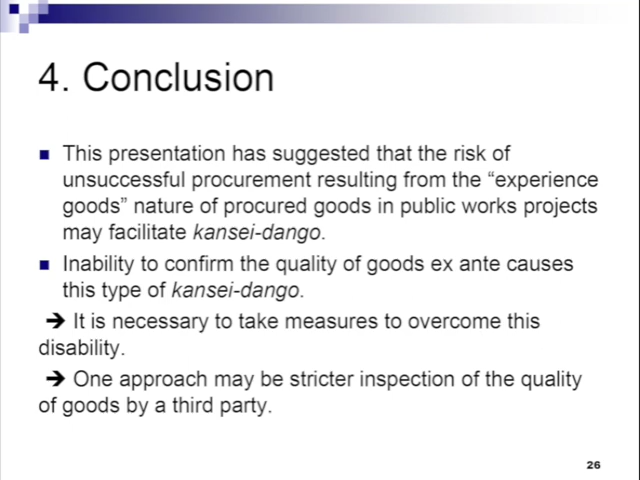 4. Conclusion
■ This presentation has suggested that the risk of
unsuccessful procurement resulting from the “experience
goods” nature of procured goods in public works projects
may facilitate kansei-dango.
■ Inability to confirm the quality of goods ex ante causes
this type of kansei-dango.
➔ It is necessary to take measures to overcome this
disability.
➔ One approach may be stricter inspection of the quality
of goods by a third party.
26